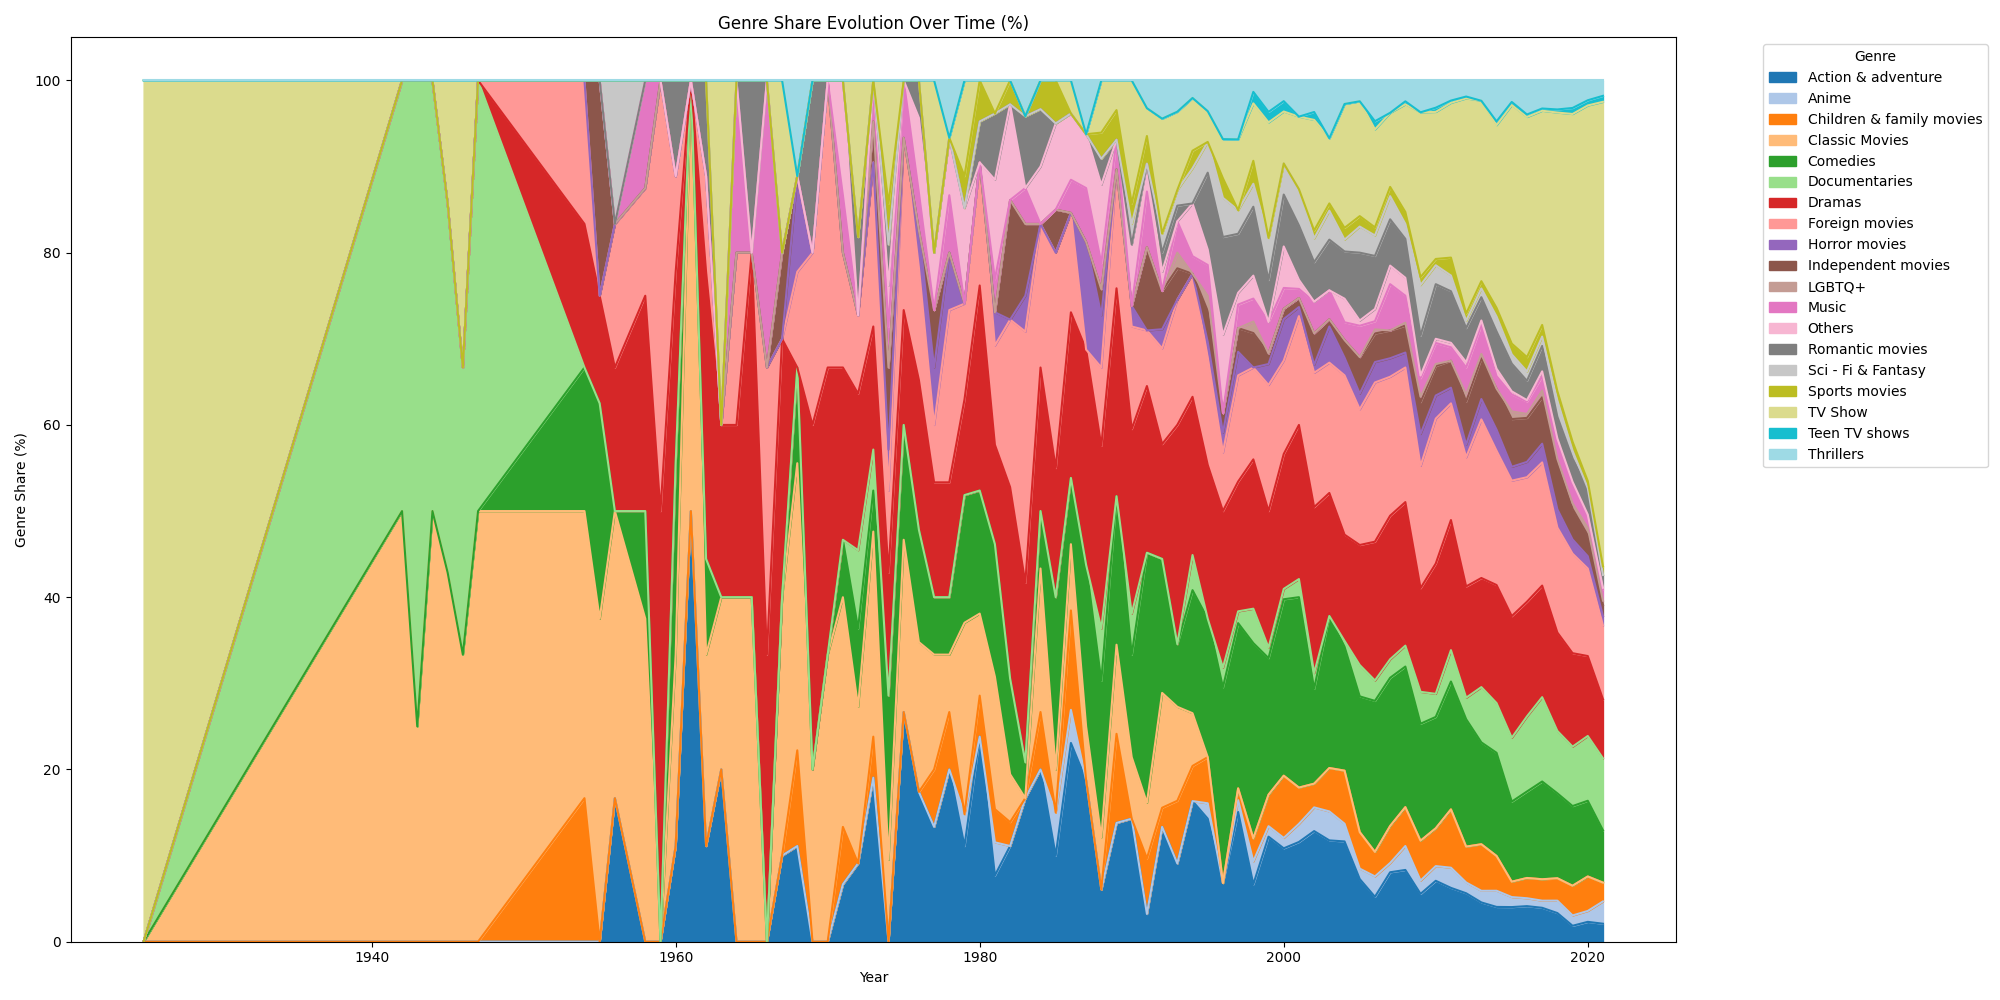 Genre Share Evolution Over Time (%)
Genre
Action & adventure
Anime
Children & family movies
Classic Movies
Comedies
Documentaries
Dramas
Foreign movies
Horror movies
Independent movies
LGBTQ+
Music
Others
Romantic movies
Sci - Fi & Fantasy
Sports movies
TV Show
Teen TV shows
Thrillers
Genre Share (%)
100
80
60
40
20
0
1940 1960 1980 2000 2020
Year